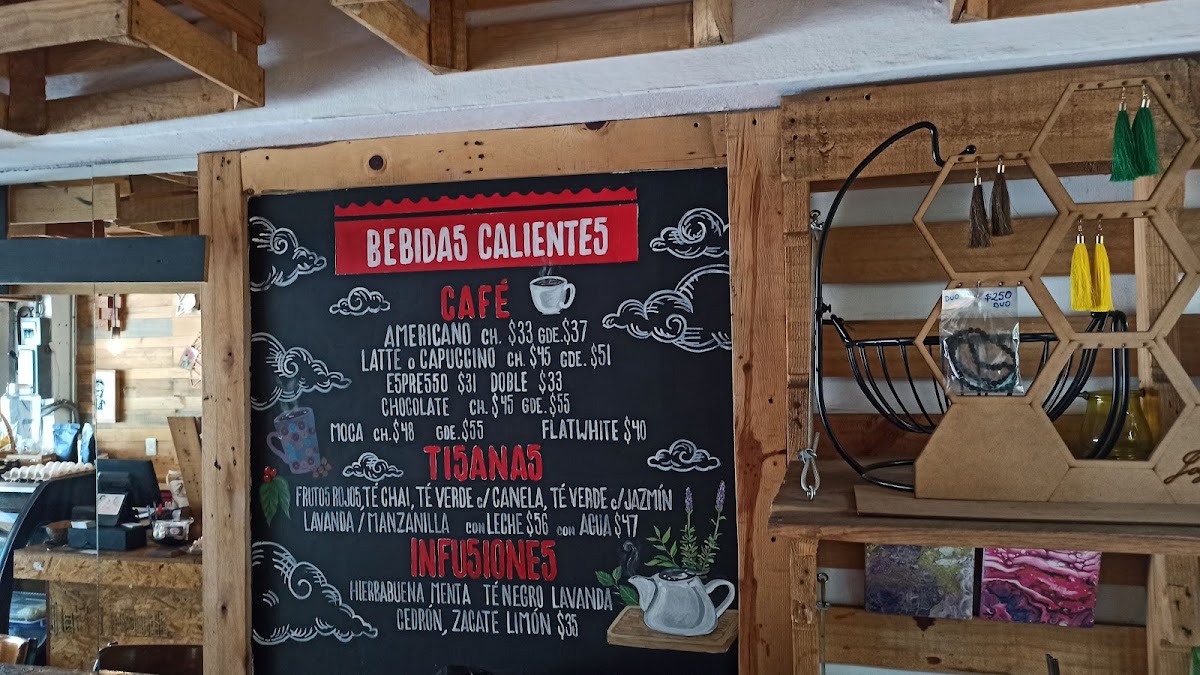 BEBIDAS CALIENTES
CAFÉ
AMERICANO CH. $33 GDE. $37
LATTE o CAPUCCINO CH. $45 GDE. $51
ESPRESSO $31 DOBLE $33
CHOCOLATE CH. $45 GDE. $55
MOCA CH. $48 GDE. $55 FLATWHITE $40
TISANAS
FRUTOS ROJOS, TÉ CHAI, TÉ VERDE c/ CANELA, TÉ VERDE c/JAZMÍN
LAVANDA / MANZANILLA CON LECHE $56 CON AGUA $47
INFUSIONES
HIERBABUENA MENTA TÉ NEGRO LAVANDA
CEDRÓN, ZACATE LIMÓN $35
DUO $250
DUO